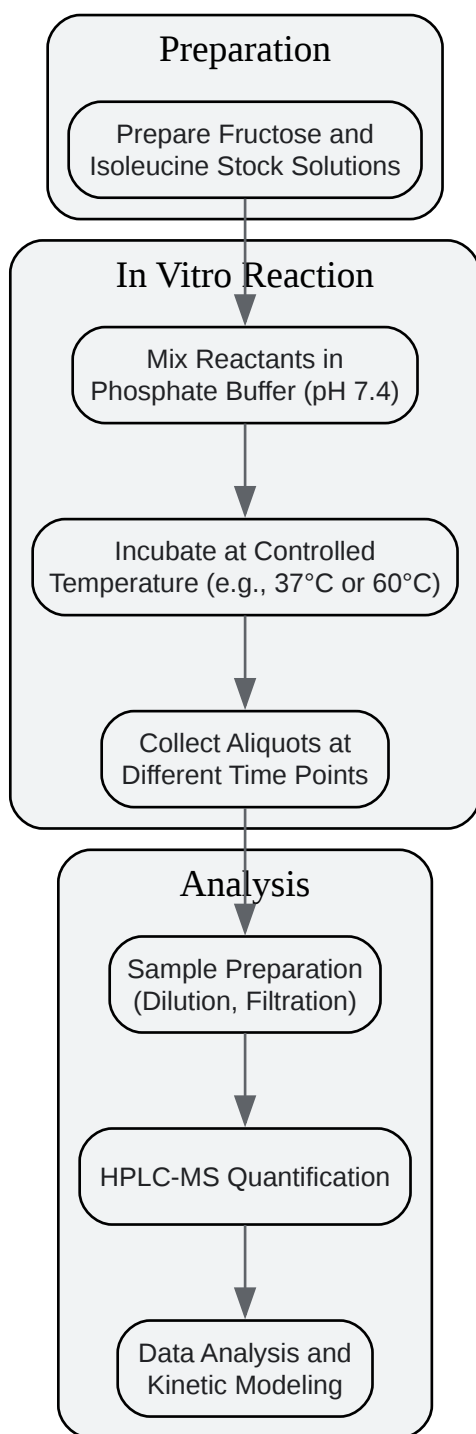 Preparation
Prepare Fructose and
Isoleucine Stock Solutions
In Vitro Reaction
Mix Reactants in
Phosphate Buffer (pH 7.4)
Incubate at Controlled
Temperature (e.g., 37°C or 60°C)
Collect Aliquots at
Different Time Points
Analysis
Sample Preparation
(Dilution, Filtration)
HPLC-MS Quantification
Data Analysis and
Kinetic Modeling